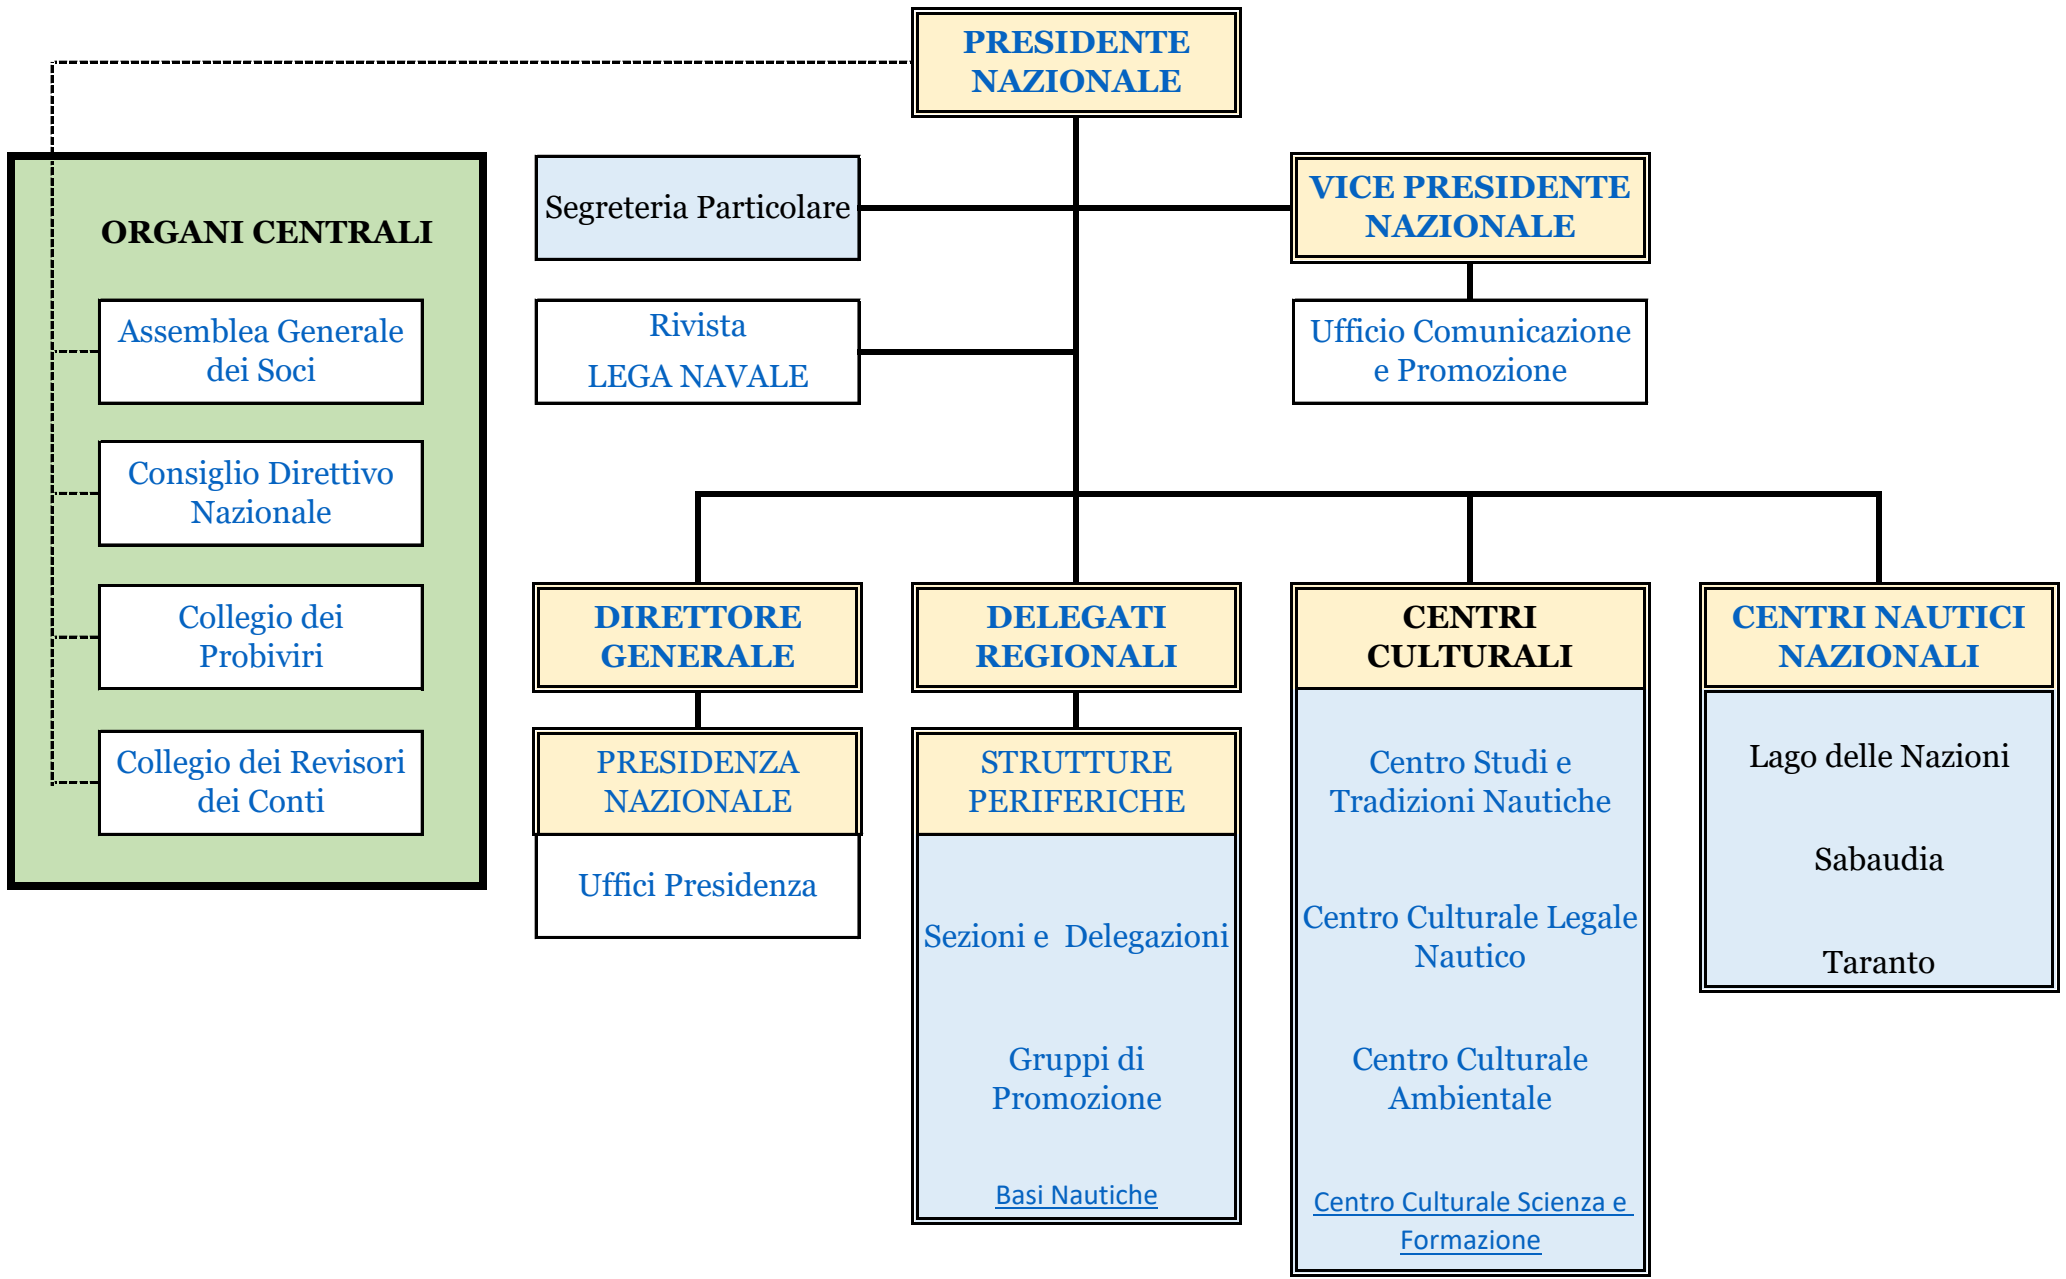 PRESIDENTE
NAZIONALE
ORGANI CENTRALI
Assemblea Generale
dei Soci
Consiglio Direttivo
Nazionale
Collegio dei
Probiviri
Collegio dei Revisori
dei Conti
Segreteria Particolare
Rivista
LEGA NAVALE
VICE PRESIDENTE
NAZIONALE
Ufficio Comunicazione
e Promozione
DIRETTORE
GENERALE
PRESIDENZA
NAZIONALE
Uffici Presidenza
DELEGATI
REGIONALI
STRUTTURE
PERIFERICHE
Sezioni e  Delegazioni
Gruppi di
Promozione
Basi Nautiche
CENTRI
CULTURALI
Centro Studi e
Tradizioni Nautiche
Centro Culturale Legale
Nautico
Centro Culturale
Ambientale
Centro Culturale Scienza e
Formazione
CENTRI NAUTICI
NAZIONALI
Lago delle Nazioni
Sabaudia
Taranto